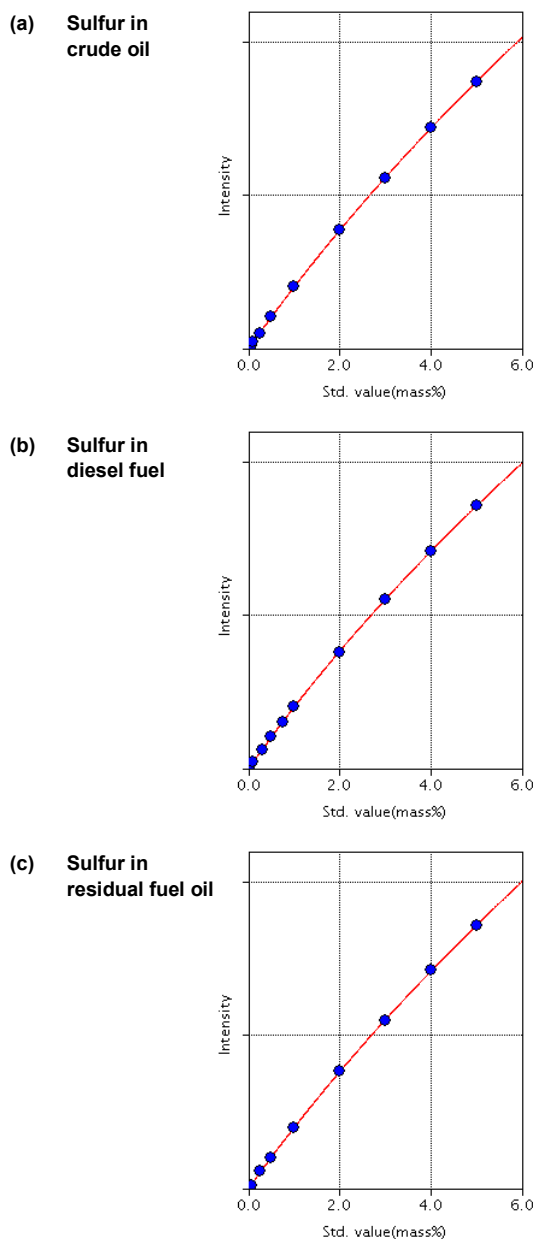 (a) Sulfur in
crude oil
Intensity
0.0 2.0 4.0 6.0
Std. value(mass%)
(b) Sulfur in
diesel fuel
Intensity
0.0 2.0 4.0 6.0
Std. value(mass%)
(c) Sulfur in
residual fuel oil
Intensity
0.0 2.0 4.0 6.0
Std. value(mass%)